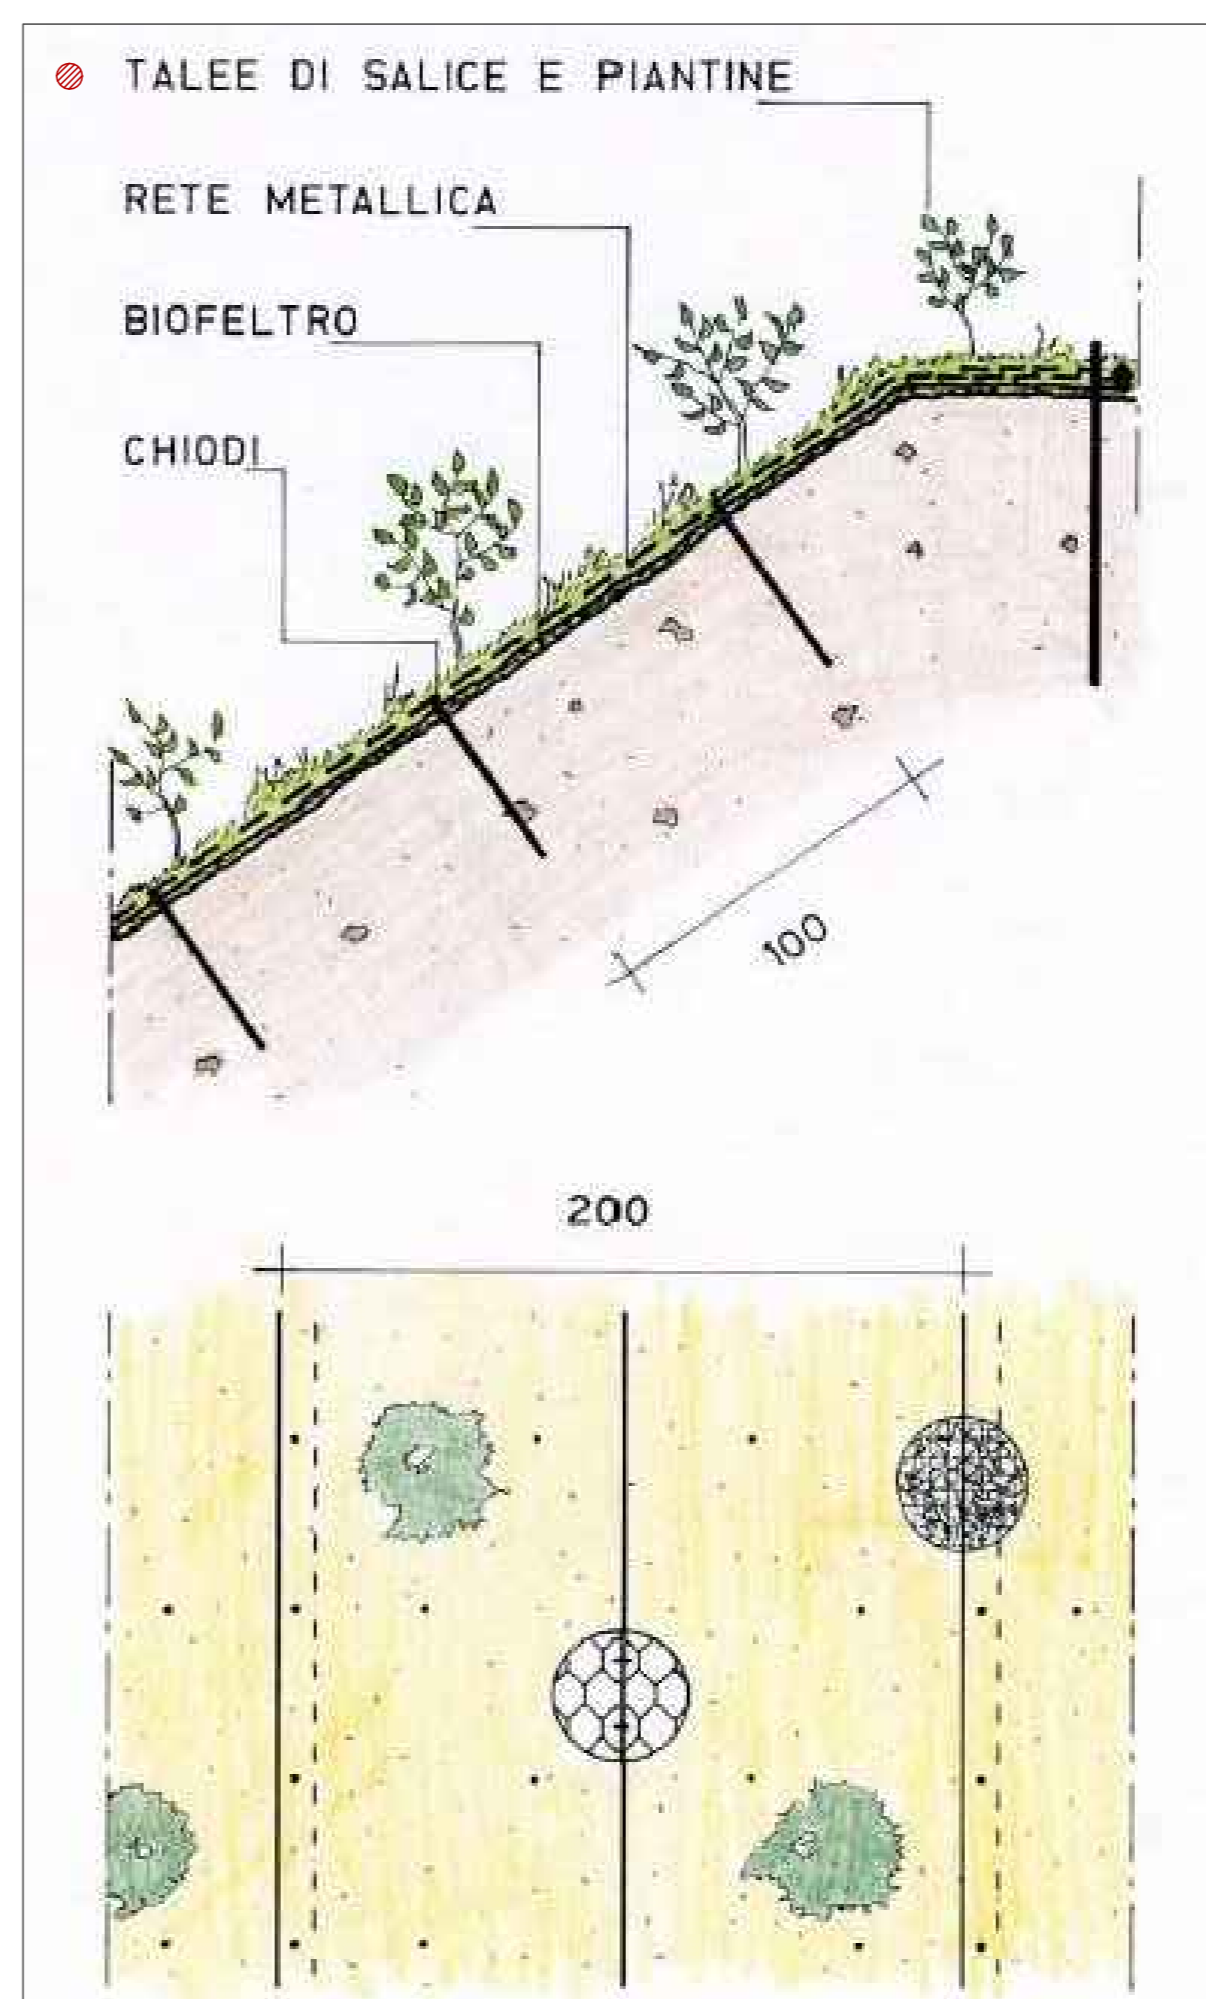 TALEE DI SALICE E PIANTINE
RETE METALLICA
BIOFELTRO
CHIODI
100
200